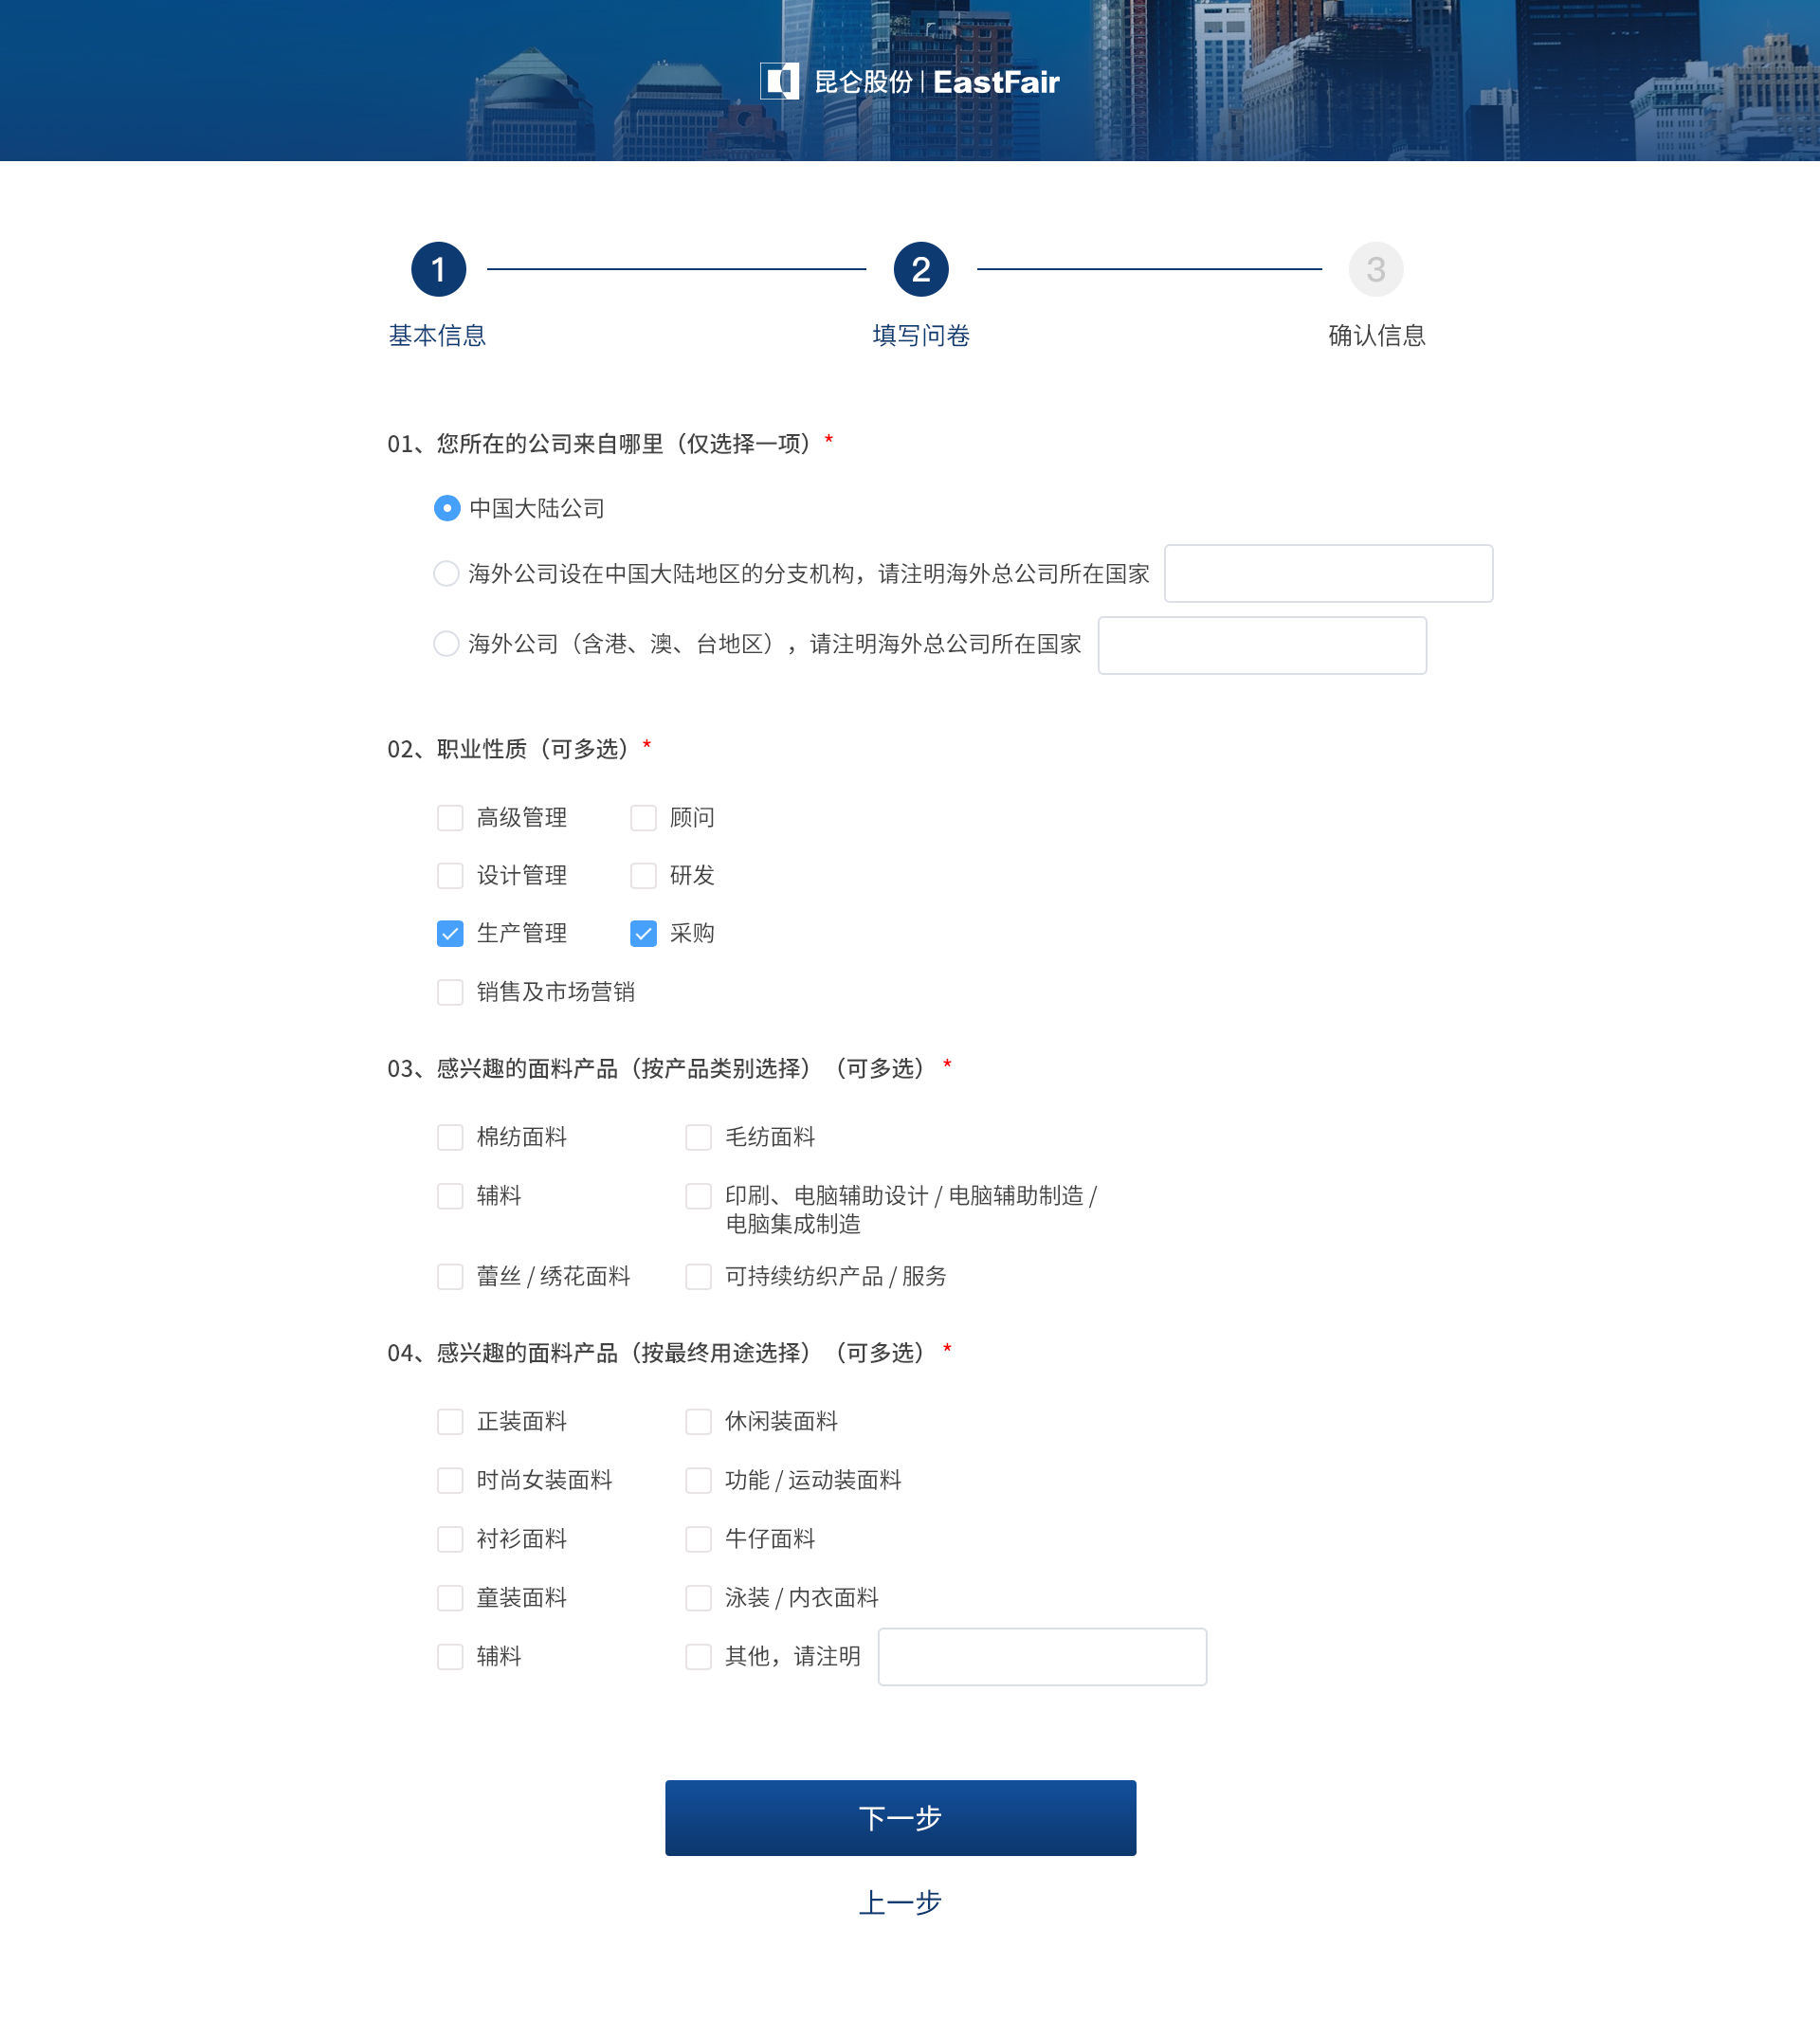 昆仑股份 | EastFair
1
2
3
基本信息
填写问卷
确认信息
01、您所在的公司来自哪里（仅选择一项）*
中国大陆公司
海外公司设在中国大陆地区的分支机构，请注明海外总公司所在国家
海外公司（含港、澳、台地区），请注明海外总公司所在国家
02、职业性质（可多选）*
高级管理
顾问
设计管理
研发
生产管理
采购
销售及市场营销
03、感兴趣的面料产品（按产品类别选择）（可多选）*
棉纺面料
毛纺面料
辅料
印刷、电脑辅助设计 / 电脑辅助制造 /
电脑集成制造
蕾丝 / 绣花面料
可持续纺织产品 / 服务
04、感兴趣的面料产品（按最终用途选择）（可多选）*
正装面料
休闲装面料
时尚女装面料
功能 / 运动装面料
衬衫面料
牛仔面料
童装面料
泳装 / 内衣面料
辅料
其他，请注明
下一步
上一步